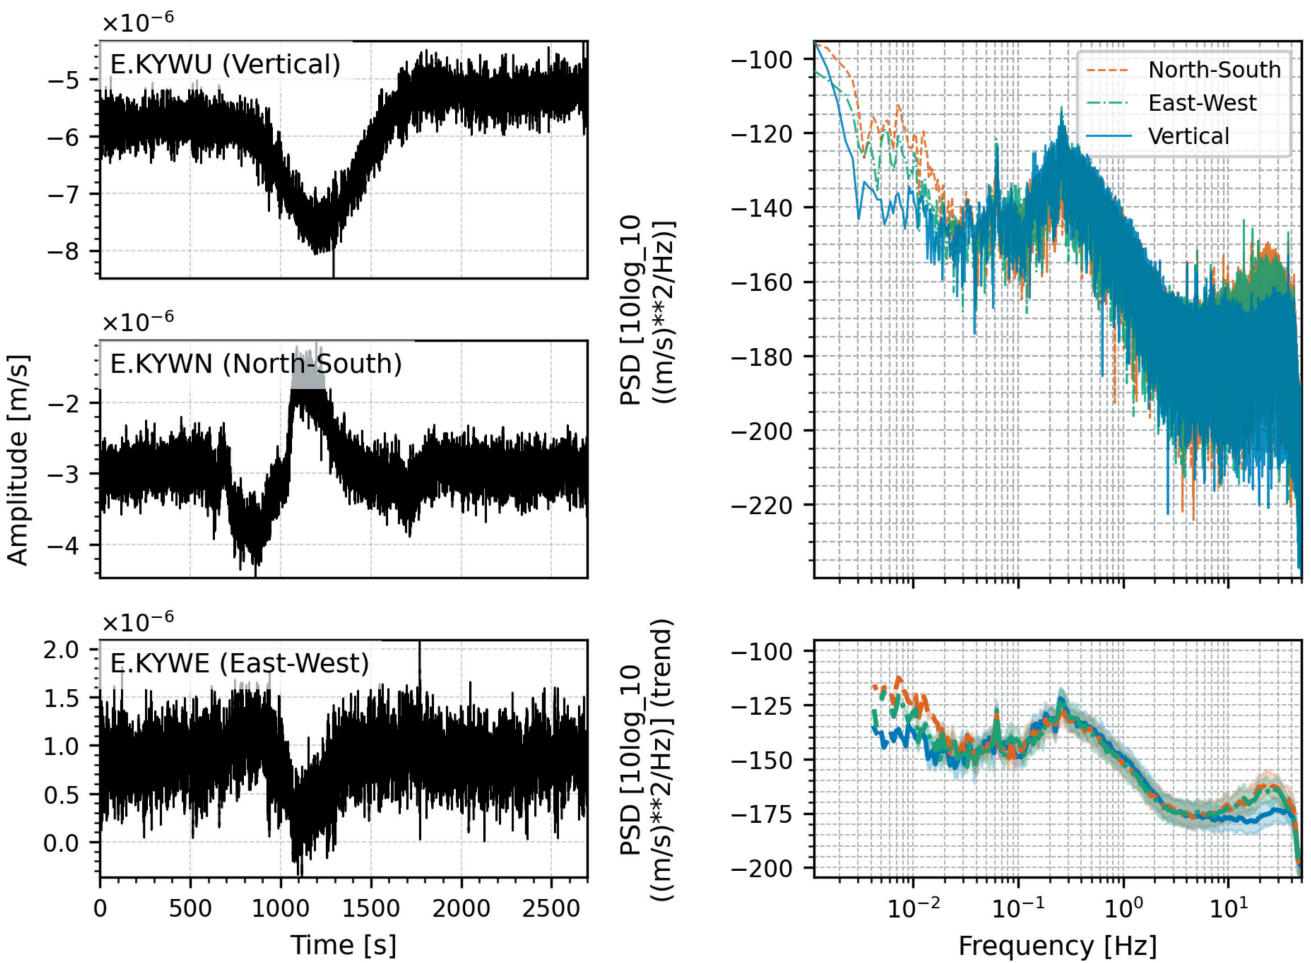 ×10⁻⁶
E.KYWU (Vertical)
−5
−6
−7
−8
×10⁻⁶
E.KYWN (North-South)
−2
−3
−4
Amplitude [m/s]
×10⁻⁶
E.KYWE (East-West)
2.0
1.5
1.0
0.5
0.0
0 500 1000 1500 2000 2500
Time [s]
PSD [10log_10
((m/s)**2/Hz)]
−100
−120
−140
−160
−180
−200
−220
North-South
East-West
Vertical
PSD [10log_10
((m/s)**2/Hz)] (trend)
−100
−125
−150
−175
−200
10⁻² 10⁻¹ 10⁰ 10¹
Frequency [Hz]